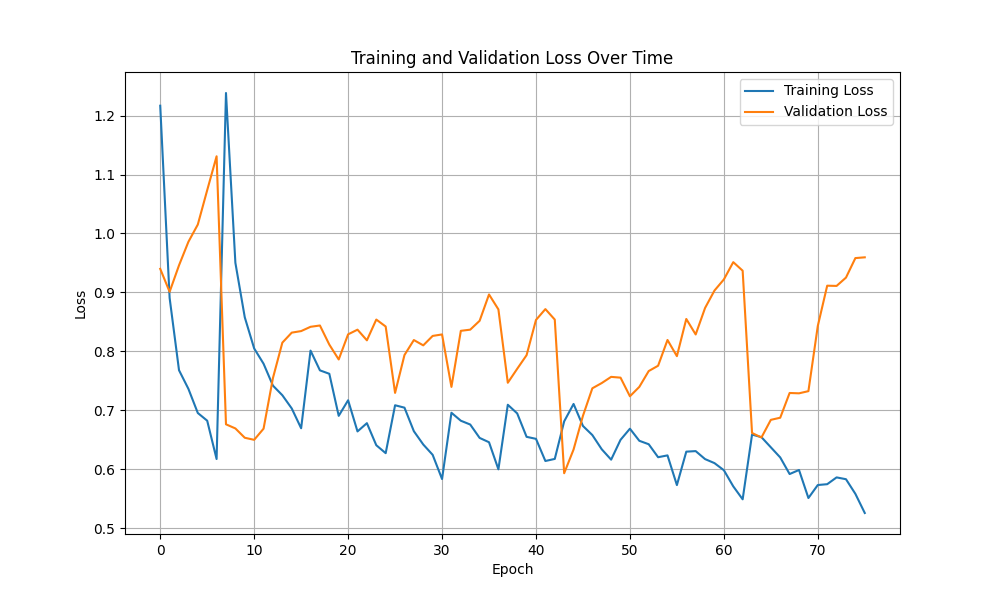 Training and Validation Loss Over Time
Training Loss
Validation Loss
Loss
1.2
1.1
1.0
0.9
0.8
0.7
0.6
0.5
0 10 20 30 40 50 60 70
Epoch